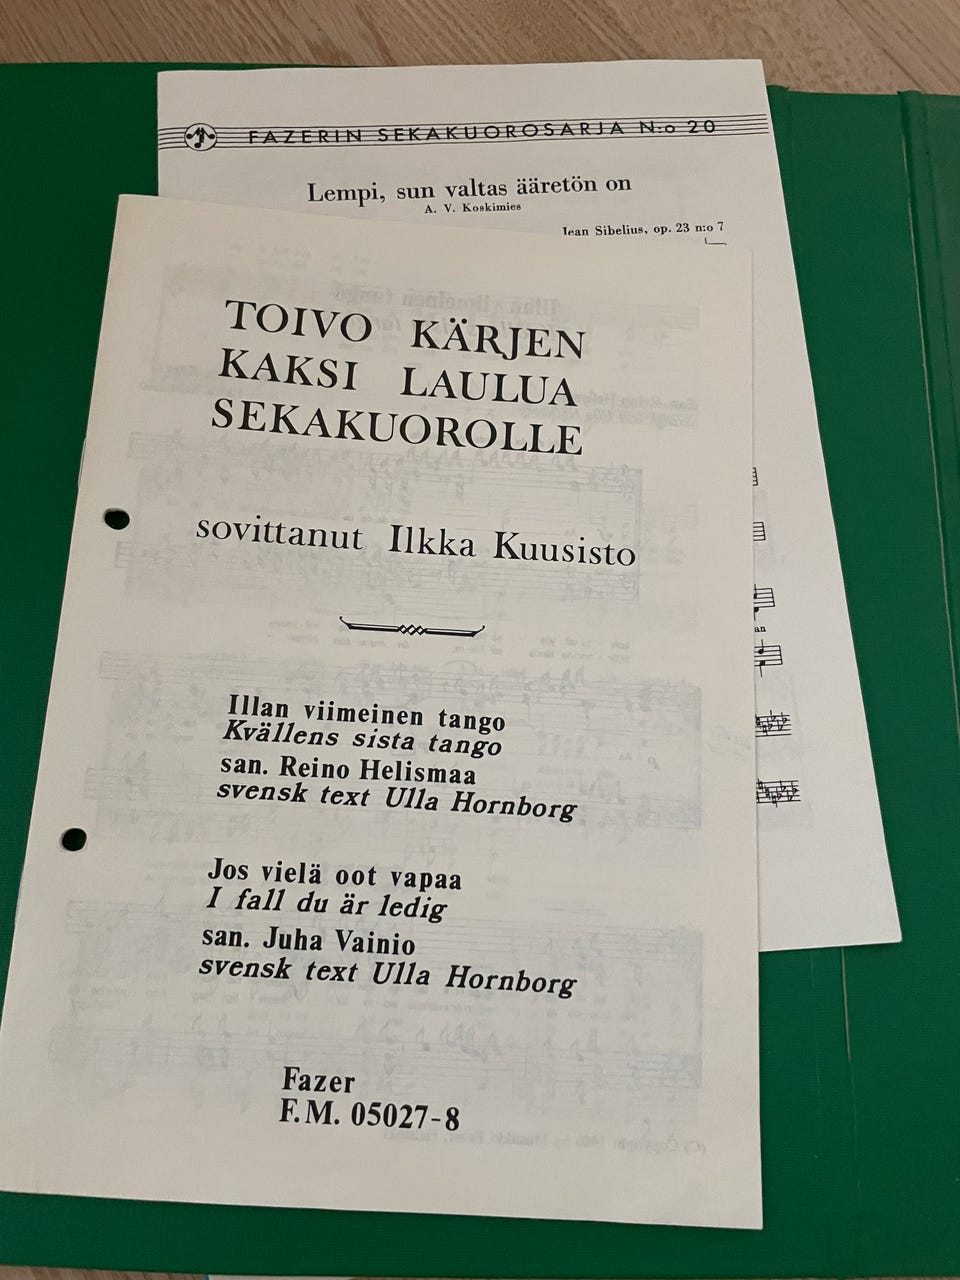 FAZERIN SEKAKUOROSARJA N:o 20
Lempi, sun valtas ääretön on
A. V. Koskimies
Jean Sibelius, op. 23 n:o 7
TOIVO KÄRJEN
KAKSI LAULUA
SEKAKUOROLLE
sovittanut Ilkka Kuusisto
Illan viimeinen tango
Kvällens sista tango
san. Reino Helismaa
svensk text Ulla Hornborg
Jos vielä oot vapaa
I fall du är ledig
san. Juha Vainio
svensk text Ulla Hornborg
Fazer
F.M. 05027-8
an